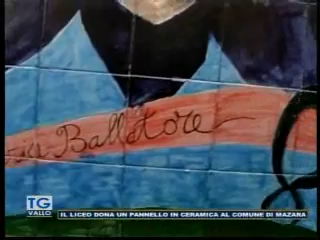 Ballatore
TG
VALLO
IL LICEO DONA UN PANNELLO IN CERAMICA AL COMUNE DI MAZARA